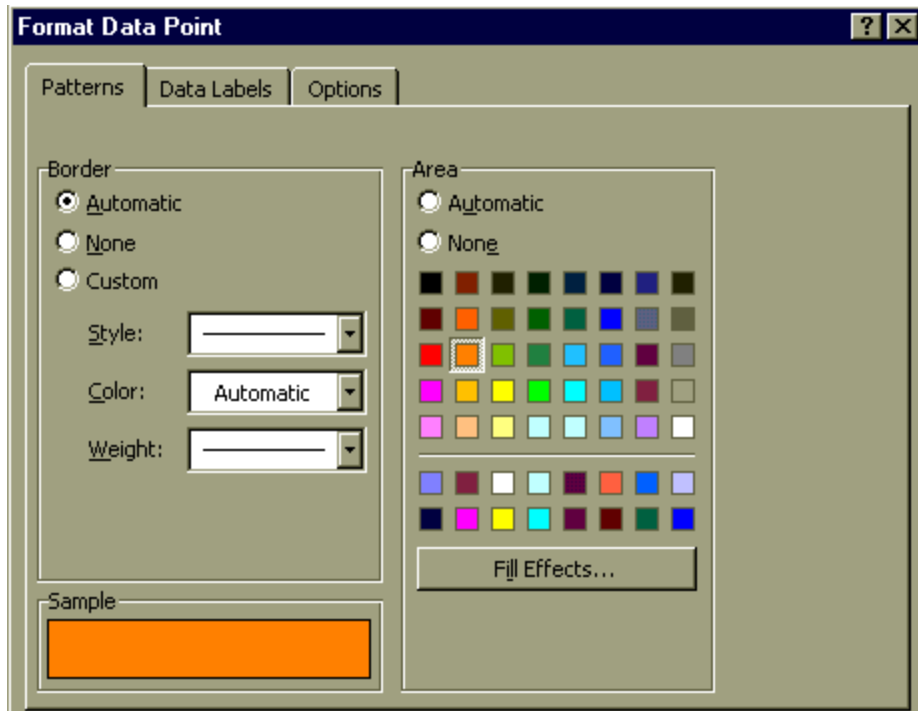 Format Data Point
Patterns Data Labels Options
Border
Automatic
None
Custom
Style:
Color: Automatic
Weight:
Sample
Area
Automatic
None
Fill Effects...